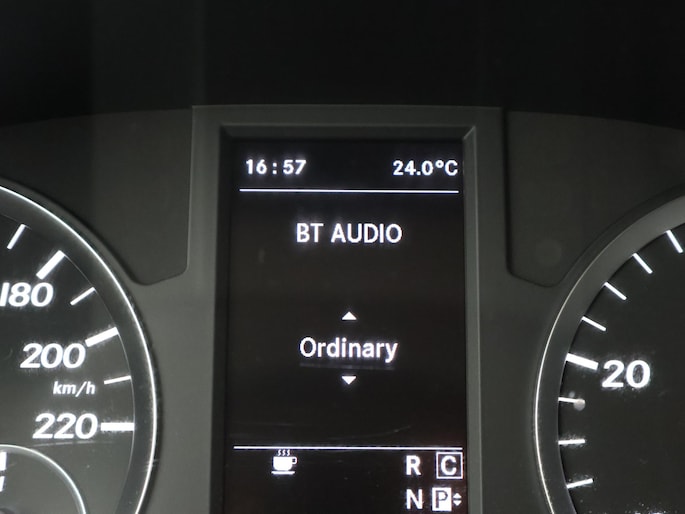 16:57 24.0°C
BT AUDIO
Ordinary
180
200
km/h
220
20
R C
N P